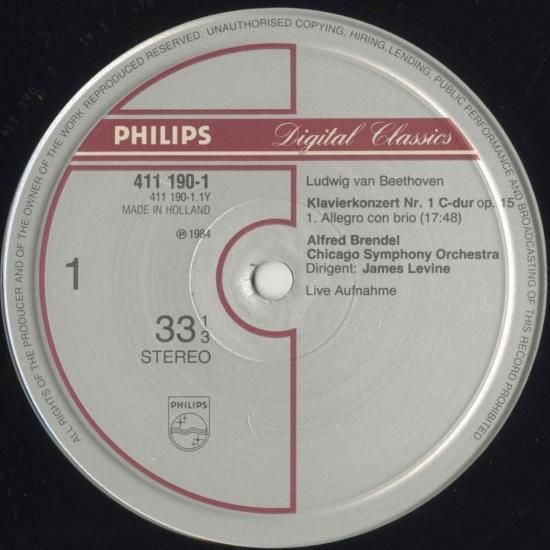 ALL RIGHTS OF THE PRODUCER AND OF THE OWNER OF THE WORK REPRODUCED RESERVED. UNAUTHORISED COPYING, HIRING, LENDING, PUBLIC PERFORMANCE AND BROADCASTING OF THIS RECORD PROHIBITED.
PHILIPS
Digital Classics
411 190-1
411 190-1.1Y
MADE IN HOLLAND
℗ 1984
1
33 1/3
STEREO
PHILIPS
Ludwig van Beethoven
Klavierkonzert Nr. 1 C-dur op. 15
1. Allegro con brio (17:48)
Alfred Brendel
Chicago Symphony Orchestra
Dirigent: James Levine
Live Aufnahme